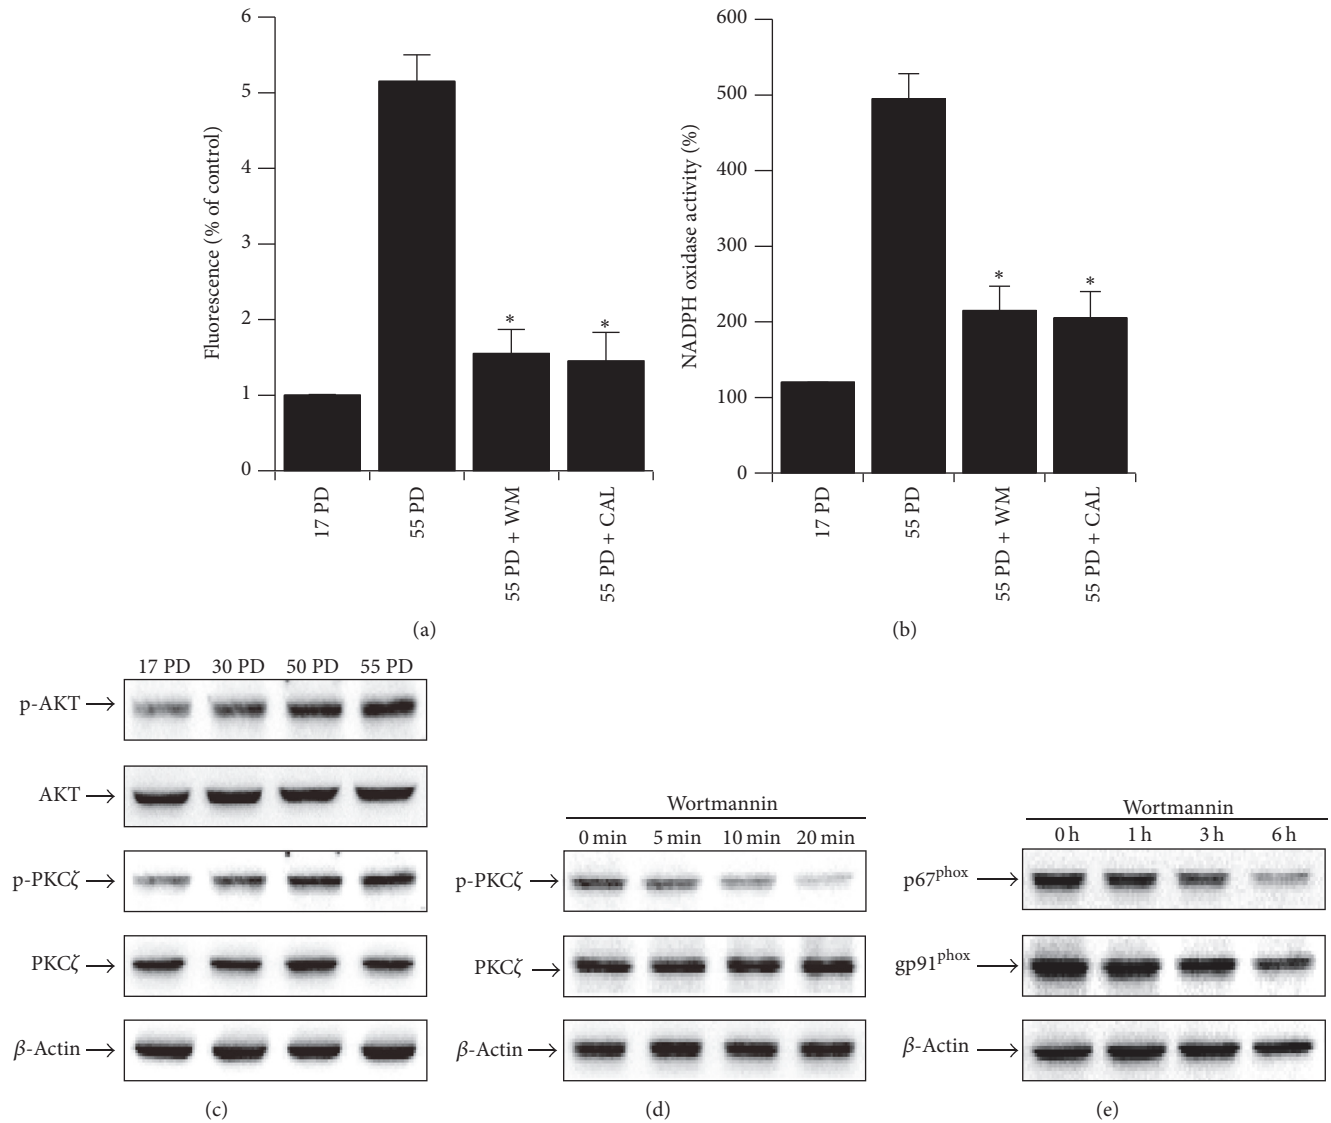 Fluorescence (% of control)
6
5
4
3
2
1
0
*
*
17 PD
55 PD
55 PD + WM
55 PD + CAL
(a)
NADPH oxidase activity (%)
600
500
400
300
200
100
0
*
*
17 PD
55 PD
55 PD + WM
55 PD + CAL
(b)
17 PD 30 PD 50 PD 55 PD
p-AKT
AKT
p-PKCζ
PKCζ
β-Actin
(c)
Wortmannin
0 min 5 min 10 min 20 min
p-PKCζ
PKCζ
β-Actin
(d)
Wortmannin
0 h 1 h 3 h 6 h
p67phox
gp91phox
β-Actin
(e)